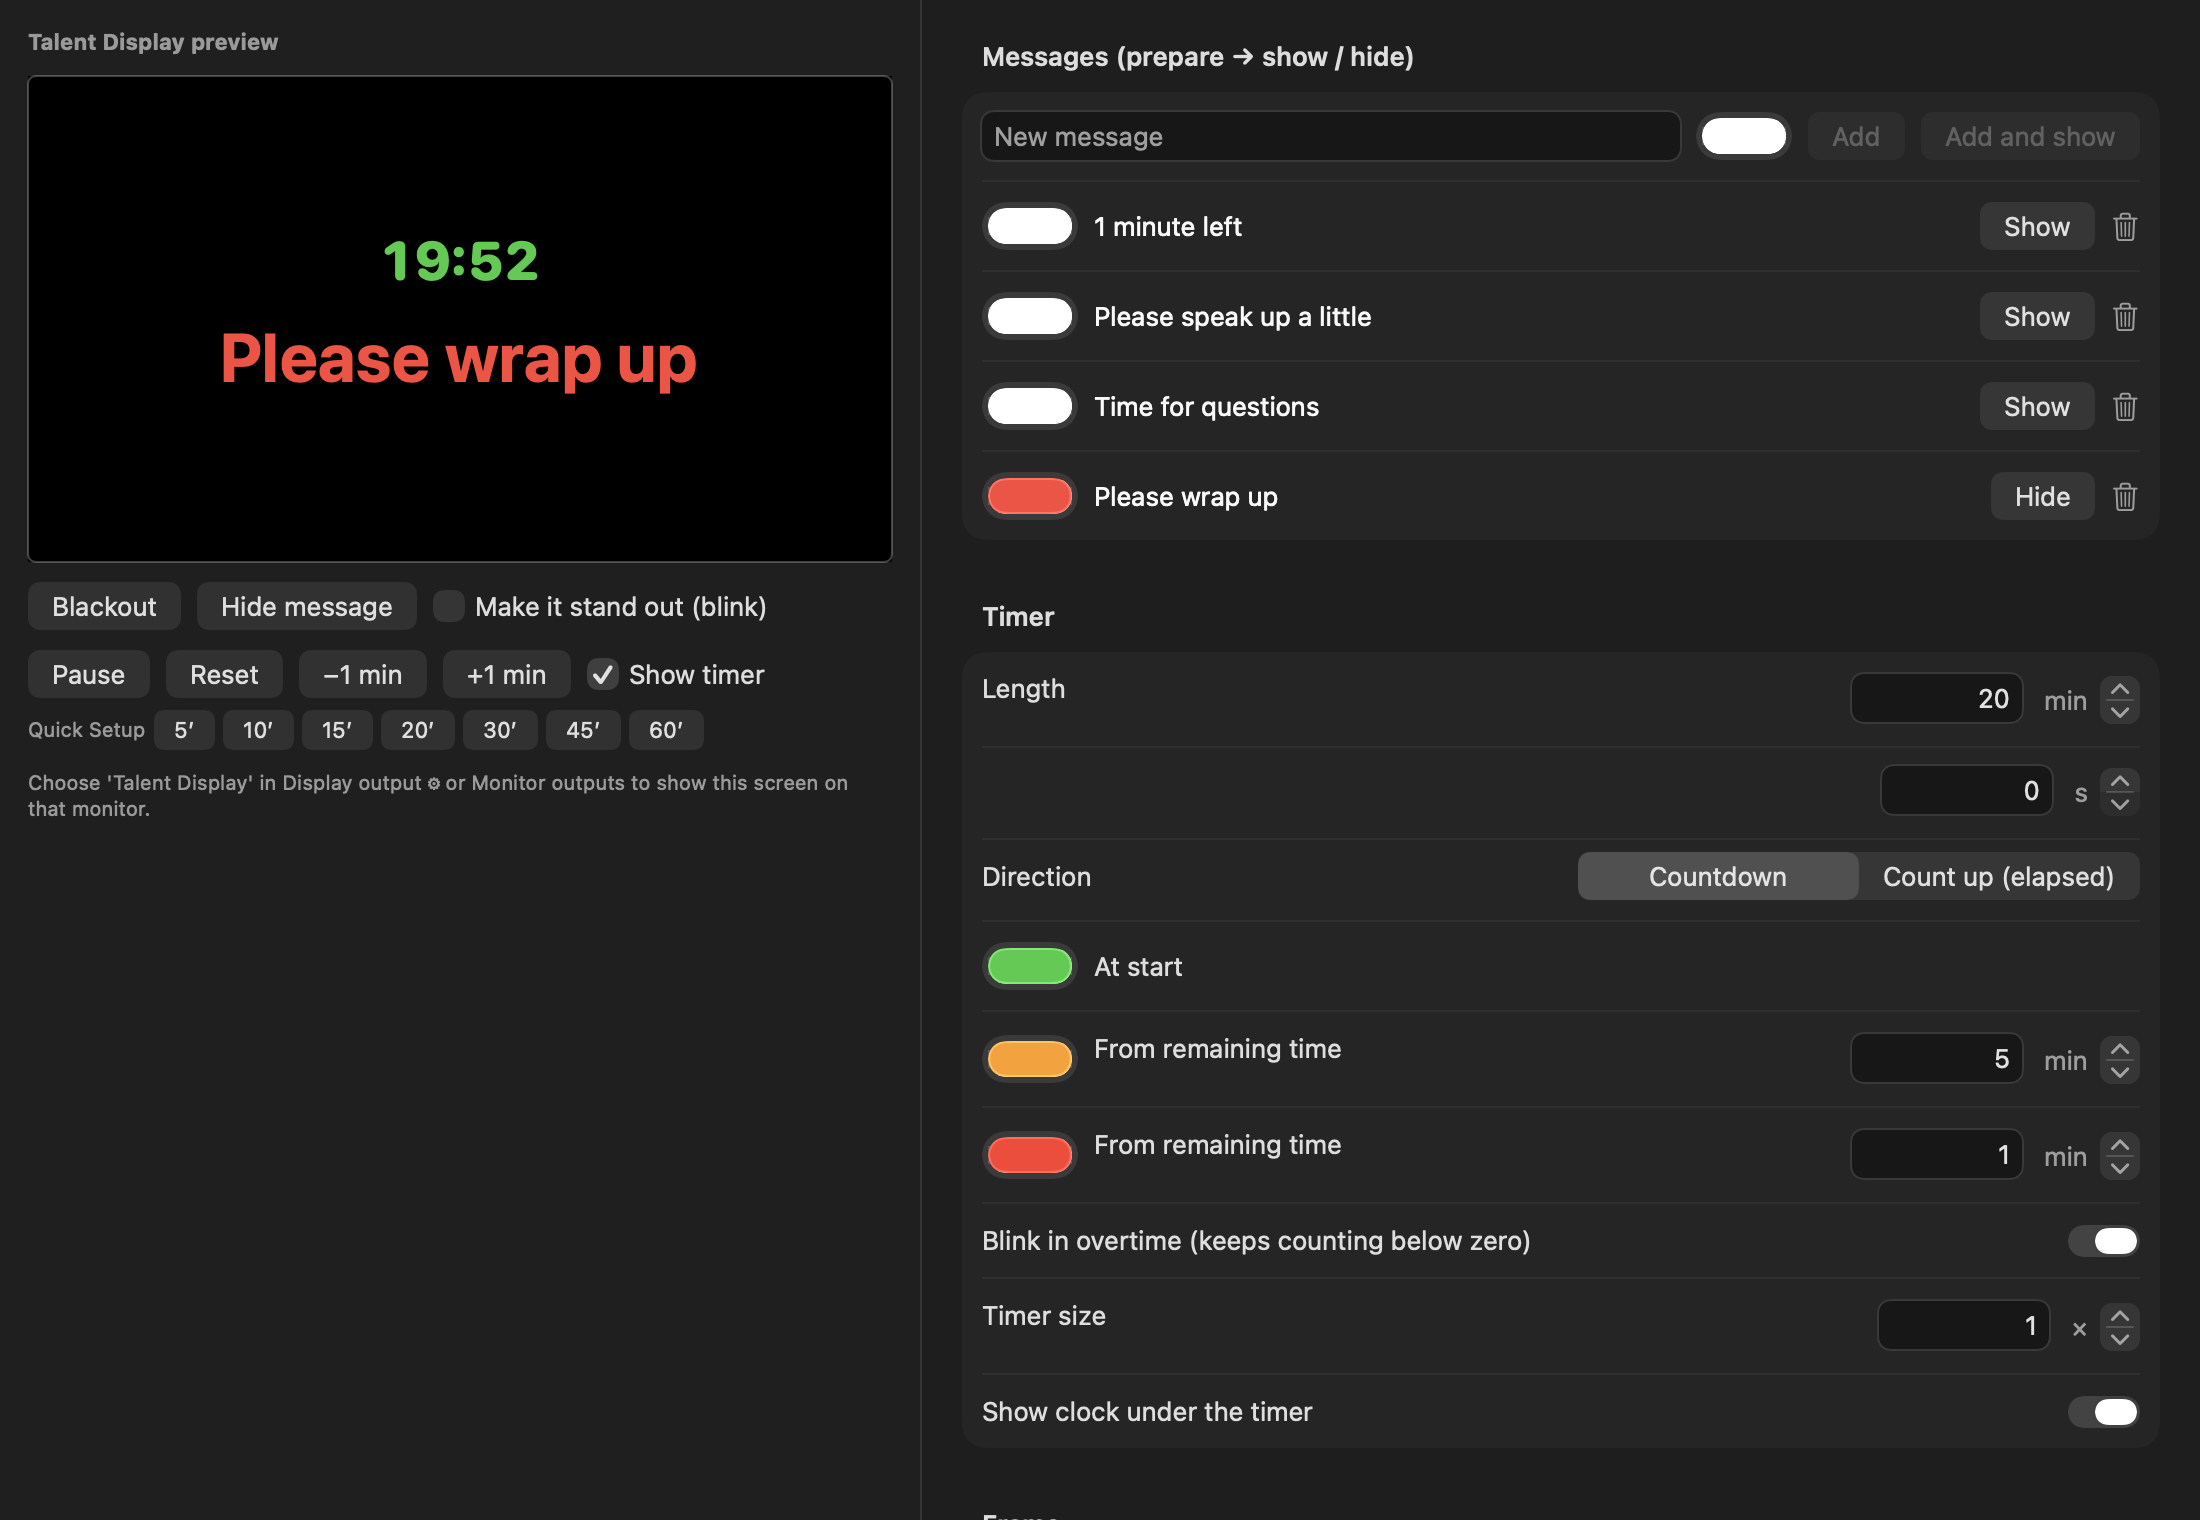 Talent Display preview
19:52
Please wrap up
Blackout
Hide message
Make it stand out (blink)
Pause
Reset
−1 min
+1 min
Show timer
Quick Setup
5′
10′
15′
20′
30′
45′
60′
Choose 'Talent Display' in Display output ⚙ or Monitor outputs to show this screen on
that monitor.
Messages (prepare → show / hide)
New message
Add
Add and show
1 minute left
Show
Please speak up a little
Show
Time for questions
Show
Please wrap up
Hide
Timer
Length
20 min
0 s
Direction
Countdown
Count up (elapsed)
At start
From remaining time
5 min
From remaining time
1 min
Blink in overtime (keeps counting below zero)
Timer size
1 ×
Show clock under the timer